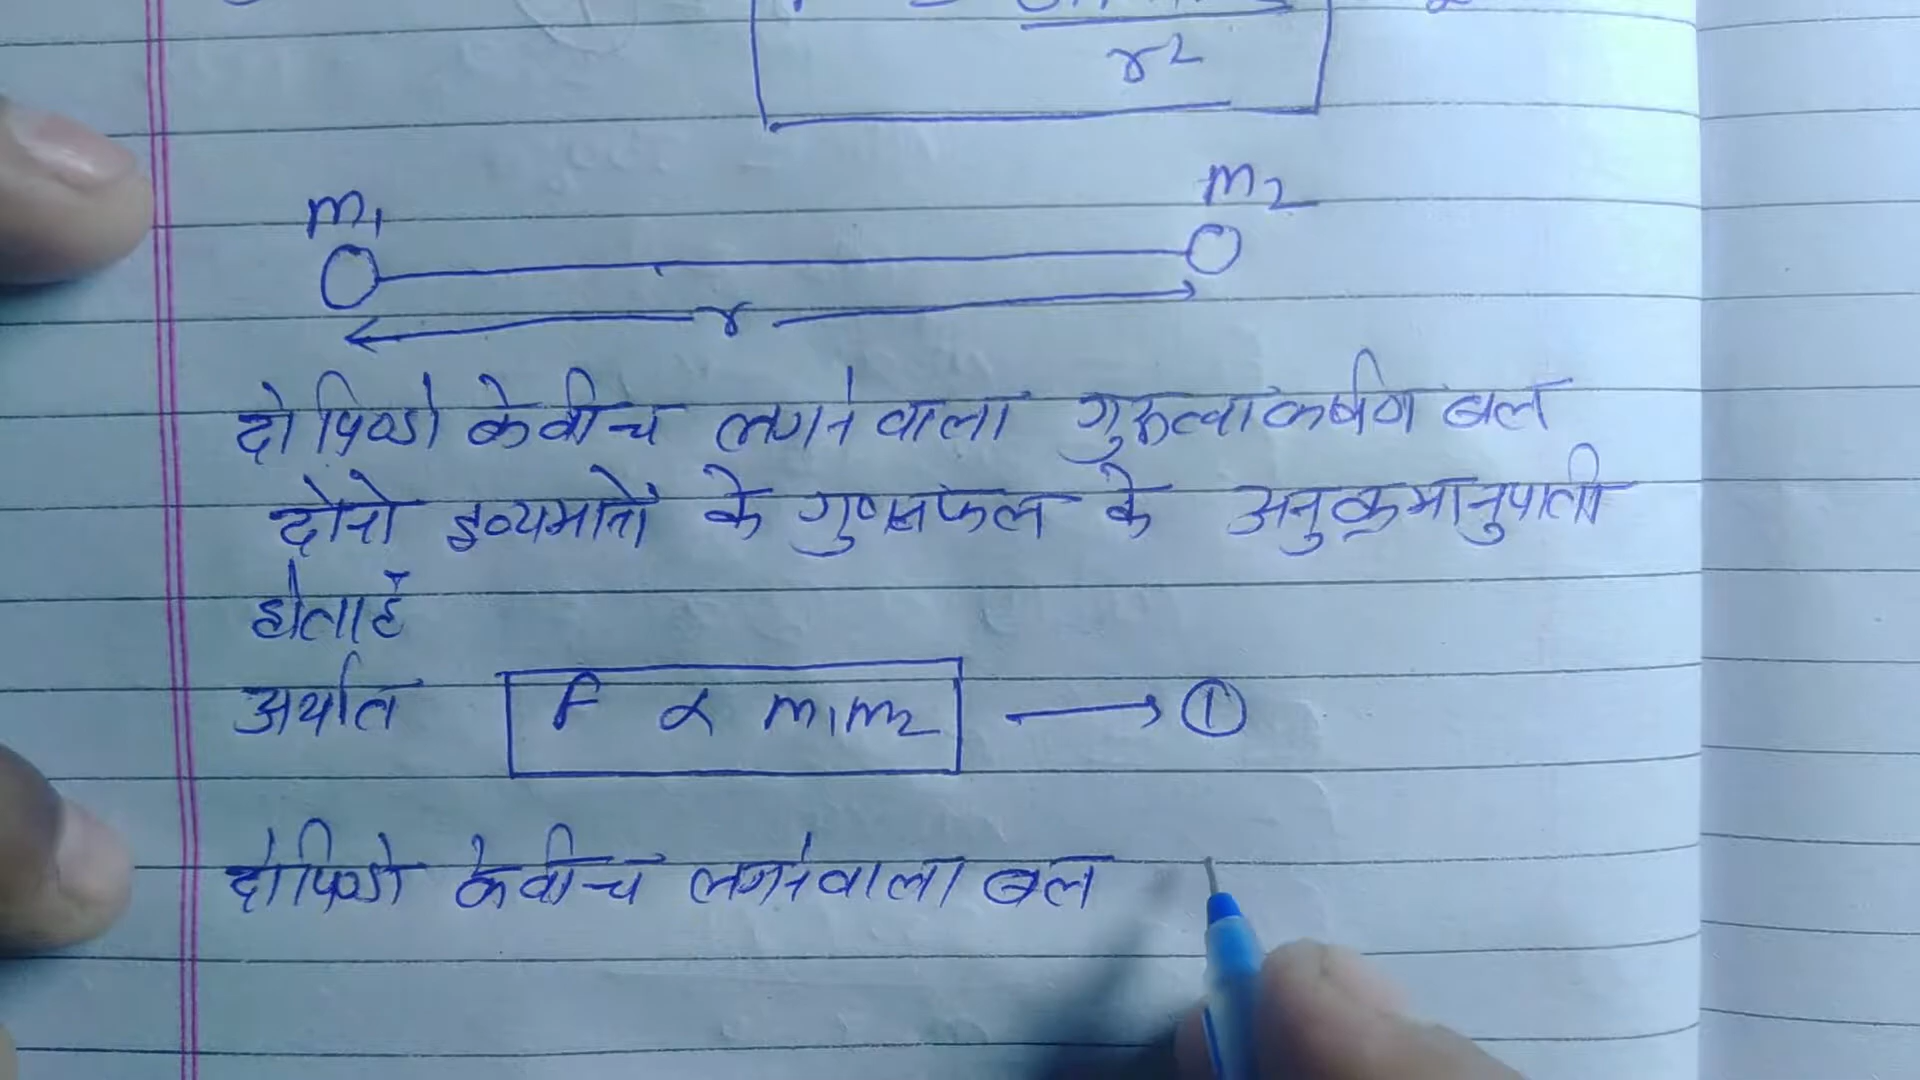 r2
m1
m2
r
दो पिण्डो के बीच लगने वाला गुरुत्वाकर्षण बल
दोनो द्रव्यमानो के गुणनफल के अनुक्रमानुपाती
होता है
अर्थात F α m1m2 → ①
दो पिण्डो के बीच लगने वाला बल